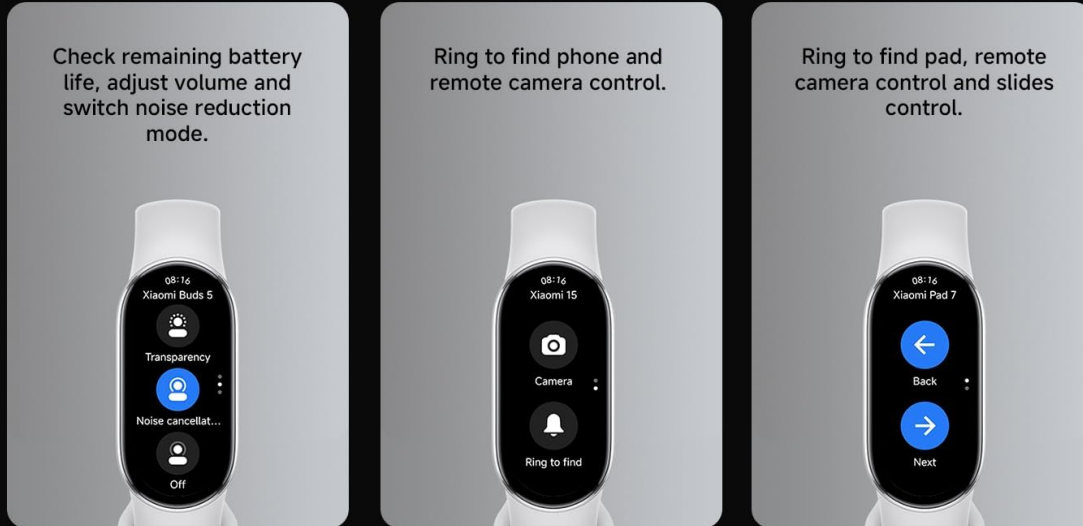 Check remaining battery
life, adjust volume and
switch noise reduction
mode.
08:16
Xiaomi Buds 5
Transparency
Noise cancellat...
Off
Ring to find phone and
remote camera control.
08:16
Xiaomi 15
Camera
Ring to find
Ring to find pad, remote
camera control and slides
control.
08:16
Xiaomi Pad 7
Back
Next